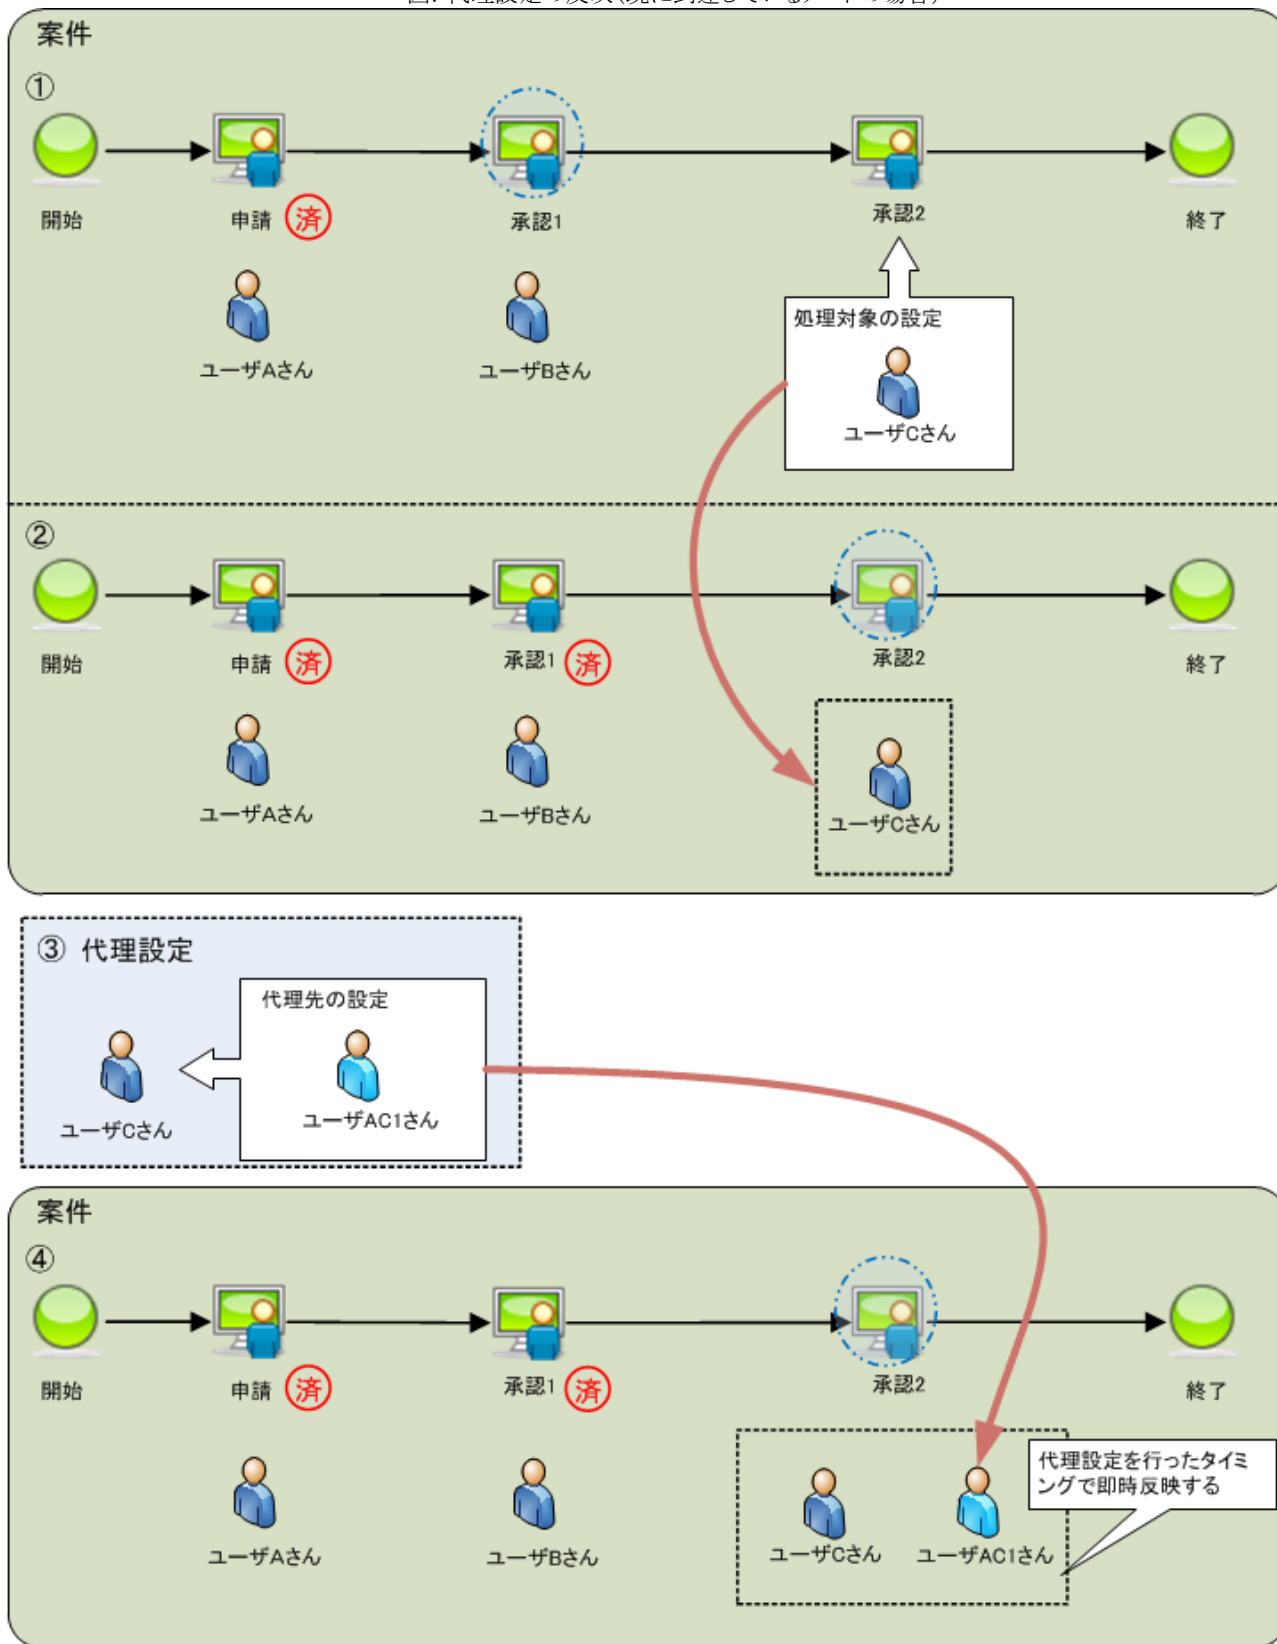 案件
①
開始
申請 済
承認1
承認2
終了
ユーザAさん
ユーザBさん
処理対象の設定
ユーザCさん
②
開始
申請 済
承認1 済
承認2
終了
ユーザAさん
ユーザBさん
ユーザCさん
③ 代理設定
代理先の設定
ユーザCさん
ユーザAC1さん
案件
④
開始
申請 済
承認1 済
承認2
終了
代理設定を行ったタイミ
ングで即時反映する
ユーザAさん
ユーザBさん
ユーザCさん
ユーザAC1さん